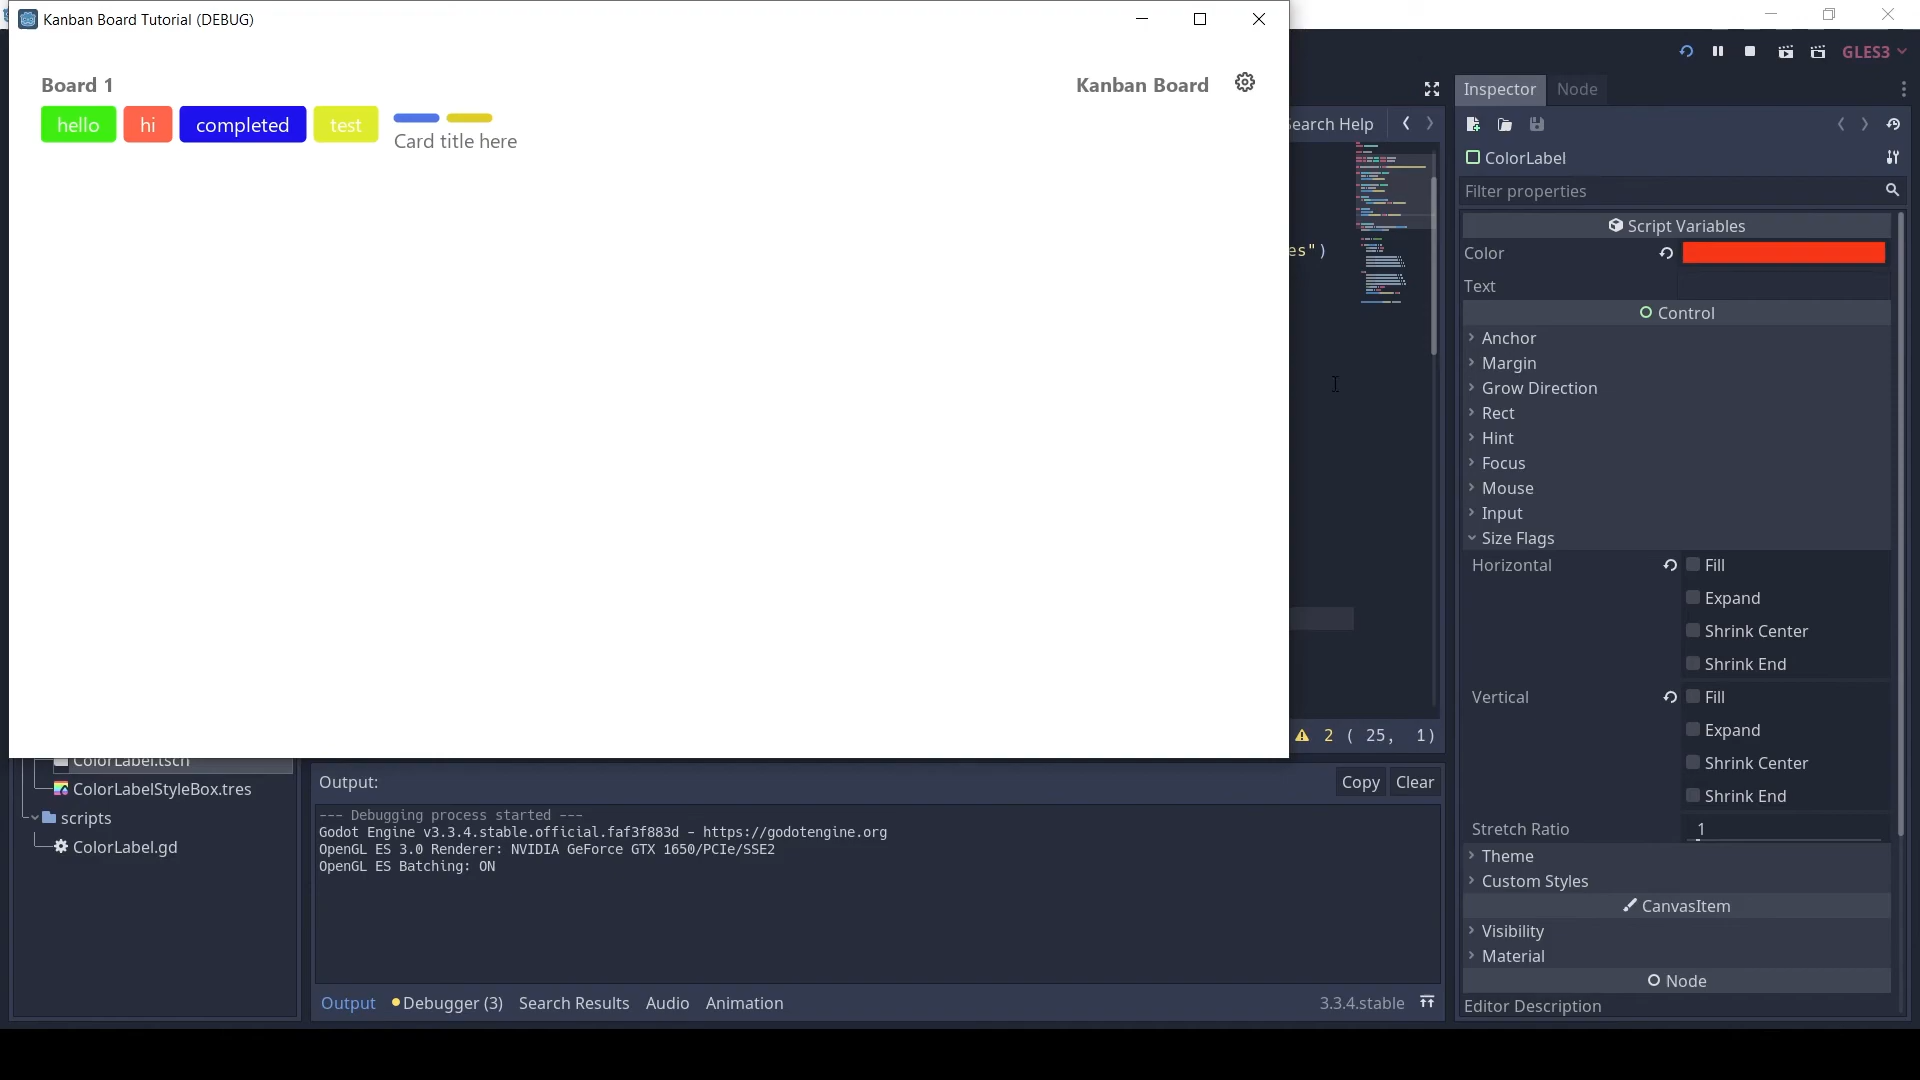 Kanban Board Tutorial (DEBUG)
GLES3
Board 1
Kanban Board
hello hi completed test
Card title here
Search Help
es")
2 ( 25, 1)
Inspector Node
ColorLabel
Filter properties
Script Variables
Color
Text
Control
Anchor
Margin
Grow Direction
Rect
Hint
Focus
Mouse
Input
Size Flags
Horizontal Fill
Expand
Shrink Center
Shrink End
Vertical Fill
Expand
Shrink Center
Shrink End
Stretch Ratio 1
Theme
Custom Styles
CanvasItem
Visibility
Material
Node
Editor Description
ColorLabel.tscn
ColorLabelStyleBox.tres
scripts
ColorLabel.gd
Output: Copy Clear
--- Debugging process started ---
Godot Engine v3.3.4.stable.official.faf3f883d - https://godotengine.org
OpenGL ES 3.0 Renderer: NVIDIA GeForce GTX 1650/PCIe/SSE2
OpenGL ES Batching: ON
Output Debugger (3) Search Results Audio Animation 3.3.4.stable